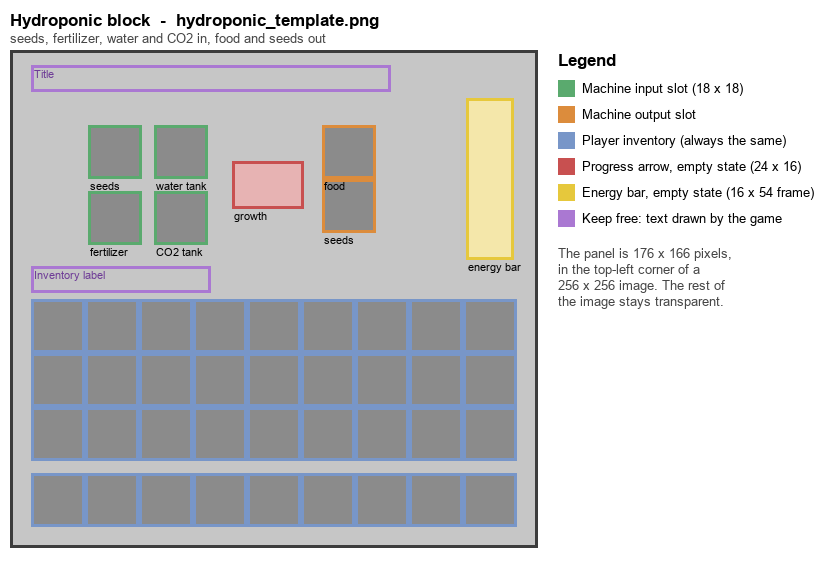 Hydroponic block  -  hydroponic_template.png
seeds, fertilizer, water and CO2 in, food and seeds out
Title
seeds
water tank
food
growth
fertilizer
CO2 tank
seeds
energy bar
Inventory label
Legend
Machine input slot (18 x 18)
Machine output slot
Player inventory (always the same)
Progress arrow, empty state (24 x 16)
Energy bar, empty state (16 x 54 frame)
Keep free: text drawn by the game
The panel is 176 x 166 pixels,
in the top-left corner of a
256 x 256 image. The rest of
the image stays transparent.